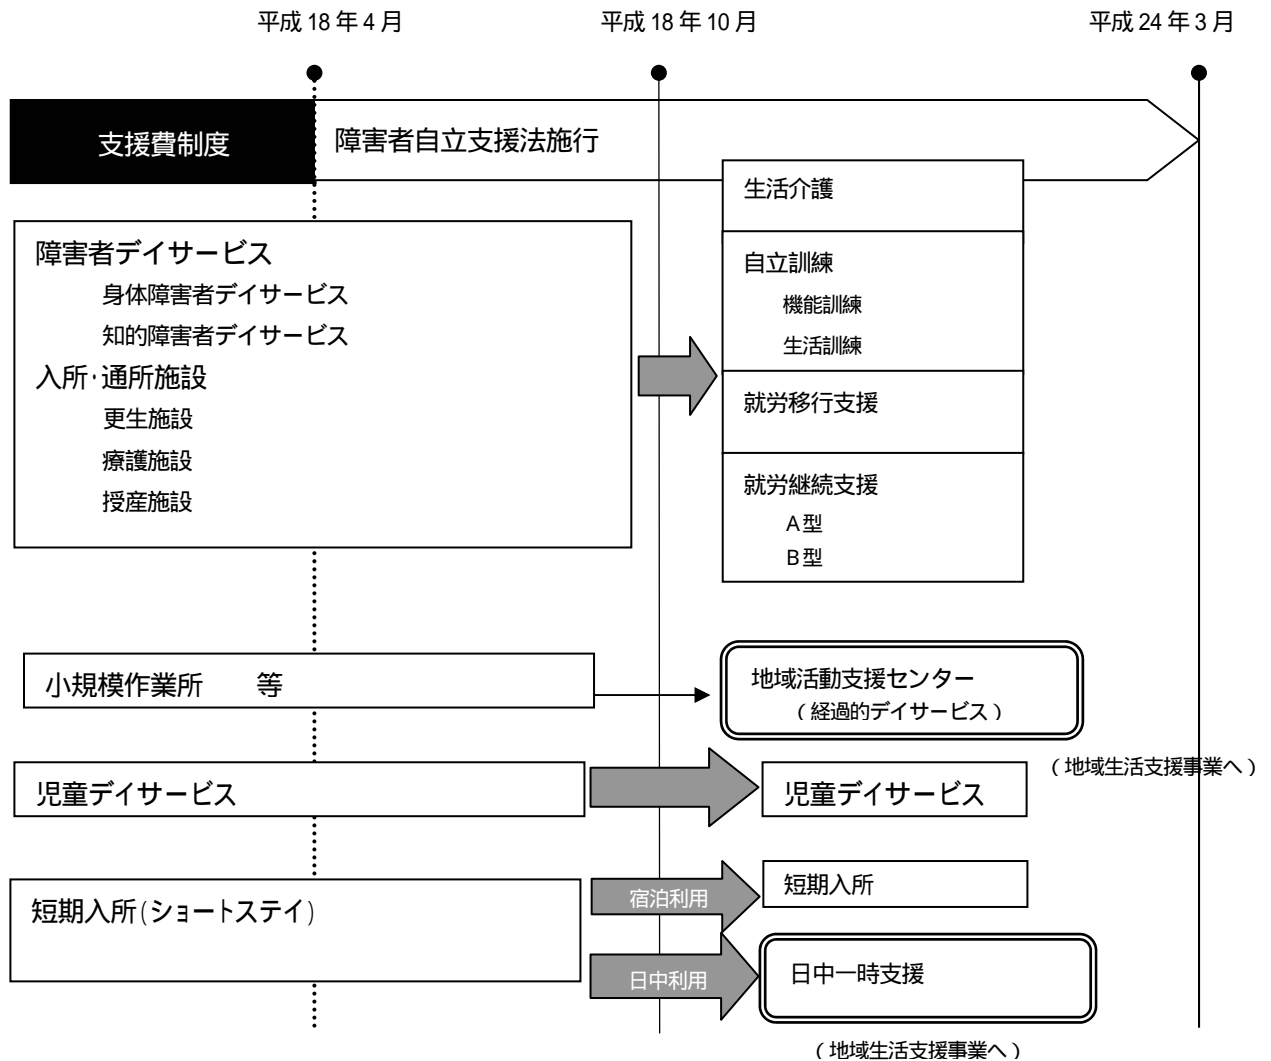 平成 18 年 4 月
平成 18 年 10 月
平成 24 年 3 月
支援費制度
障害者自立支援法施行
障害者デイサービス
身体障害者デイサービス
知的障害者デイサービス
入所・通所施設
更生施設
療護施設
授産施設
生活介護
自立訓練
機能訓練
生活訓練
就労移行支援
就労継続支援
A型
B型
小規模作業所 等
地域活動支援センター
(経過的デイサービス)
(地域生活支援事業へ)
児童デイサービス
児童デイサービス
短期入所(ショートステイ)
宿泊利用
短期入所
日中利用
日中一時支援
(地域生活支援事業へ)